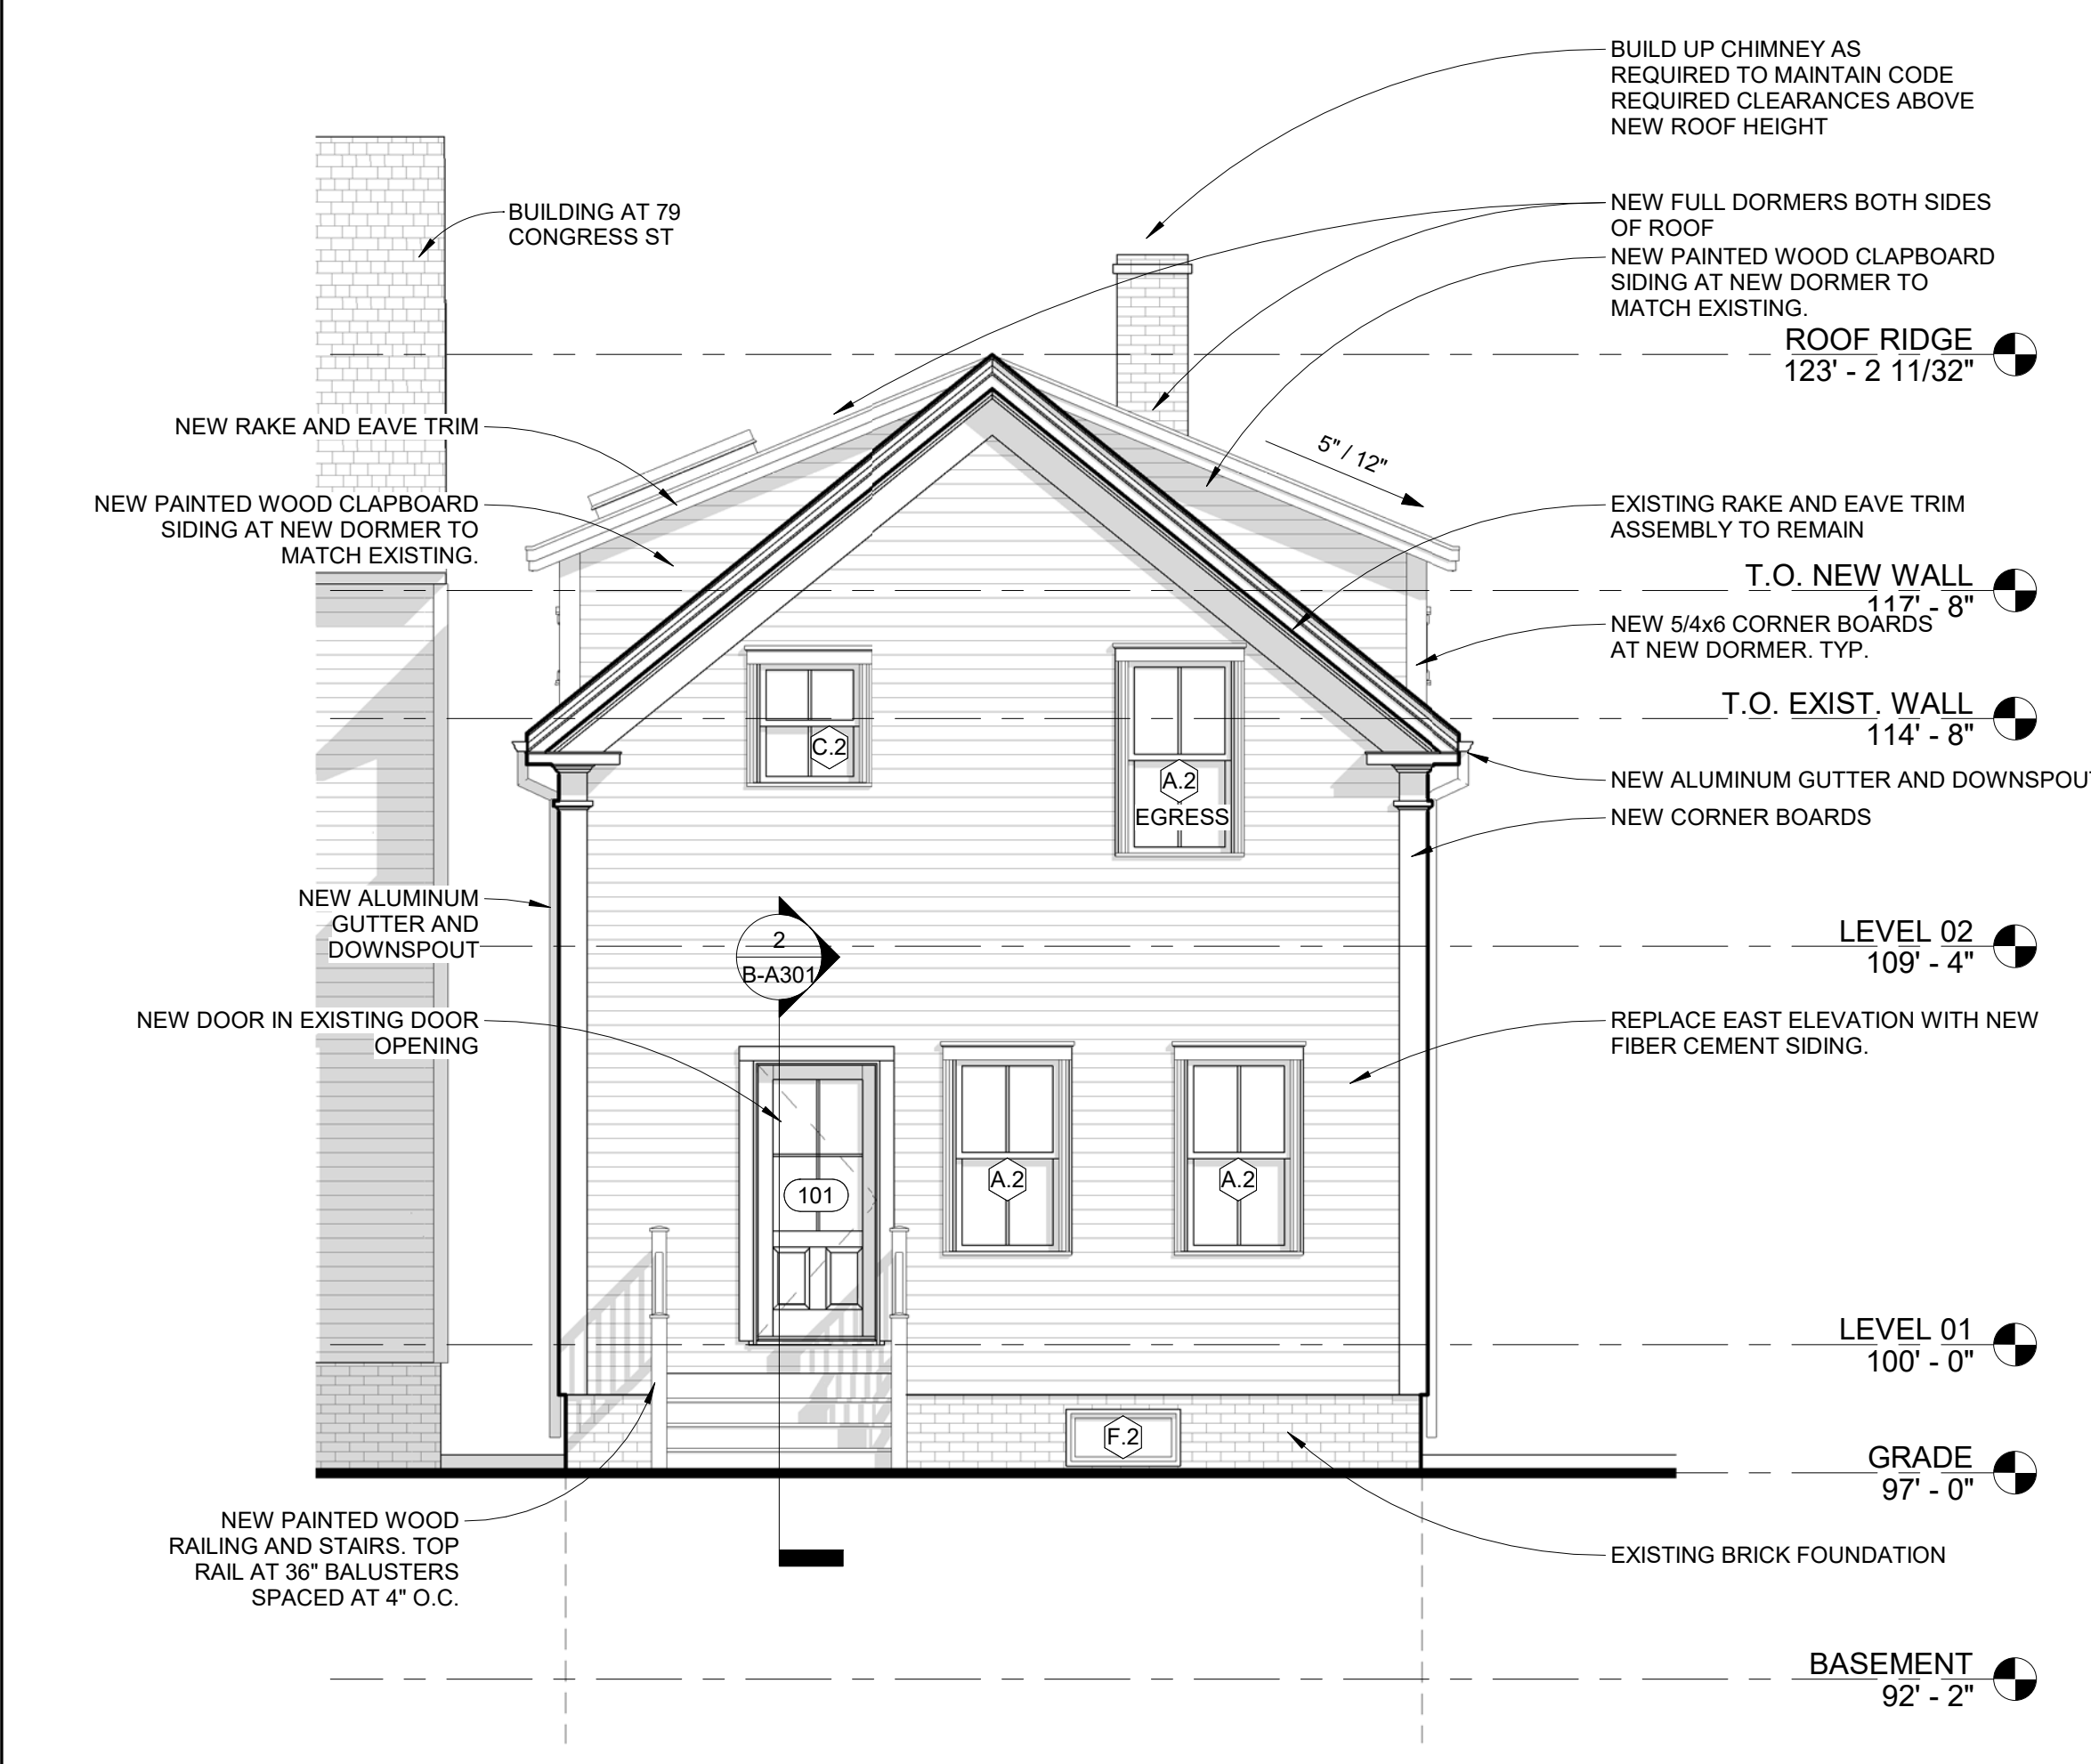 BUILD UP CHIMNEY AS
REQUIRED TO MAINTAIN CODE
REQUIRED CLEARANCES ABOVE
NEW ROOF HEIGHT
BUILDING AT 79
CONGRESS ST
NEW FULL DORMERS BOTH SIDES
OF ROOF
NEW PAINTED WOOD CLAPBOARD
SIDING AT NEW DORMER TO
MATCH EXISTING.
ROOF RIDGE
123' - 2 11/32"
NEW RAKE AND EAVE TRIM
5" / 12"
NEW PAINTED WOOD CLAPBOARD
SIDING AT NEW DORMER TO
MATCH EXISTING.
EXISTING RAKE AND EAVE TRIM
ASSEMBLY TO REMAIN
T.O. NEW WALL
117' - 8"
NEW 5/4x6 CORNER BOARDS
AT NEW DORMER. TYP.
T.O. EXIST. WALL
114' - 8"
C.2
A.2
EGRESS
NEW ALUMINUM GUTTER AND DOWNSPOU
NEW CORNER BOARDS
NEW ALUMINUM
GUTTER AND
DOWNSPOUT
2
B-A301
LEVEL 02
109' - 4"
NEW DOOR IN EXISTING DOOR
OPENING
REPLACE EAST ELEVATION WITH NEW
FIBER CEMENT SIDING.
101
A.2
A.2
LEVEL 01
100' - 0"
F.2
GRADE
97' - 0"
NEW PAINTED WOOD
RAILING AND STAIRS. TOP
RAIL AT 36" BALUSTERS
SPACED AT 4" O.C.
EXISTING BRICK FOUNDATION
BASEMENT
92' - 2"